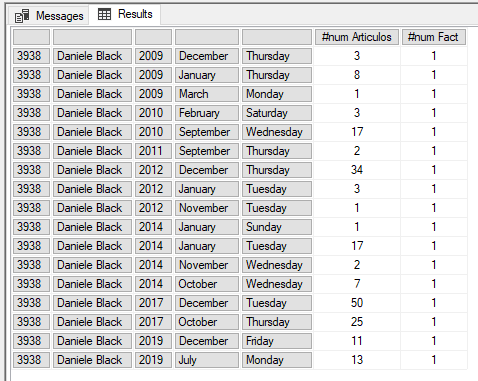 Messages Results
#num Articulos #num Fact
3938 Daniele Black 2009 December Thursday 3 1
3938 Daniele Black 2009 January Thursday 8 1
3938 Daniele Black 2009 March Monday 1 1
3938 Daniele Black 2010 February Saturday 3 1
3938 Daniele Black 2010 September Wednesday 17 1
3938 Daniele Black 2011 September Thursday 2 1
3938 Daniele Black 2012 December Thursday 34 1
3938 Daniele Black 2012 January Tuesday 3 1
3938 Daniele Black 2012 November Tuesday 1 1
3938 Daniele Black 2014 January Sunday 1 1
3938 Daniele Black 2014 January Tuesday 17 1
3938 Daniele Black 2014 November Wednesday 2 1
3938 Daniele Black 2014 October Wednesday 7 1
3938 Daniele Black 2017 December Tuesday 50 1
3938 Daniele Black 2017 October Thursday 25 1
3938 Daniele Black 2019 December Friday 11 1
3938 Daniele Black 2019 July Monday 13 1